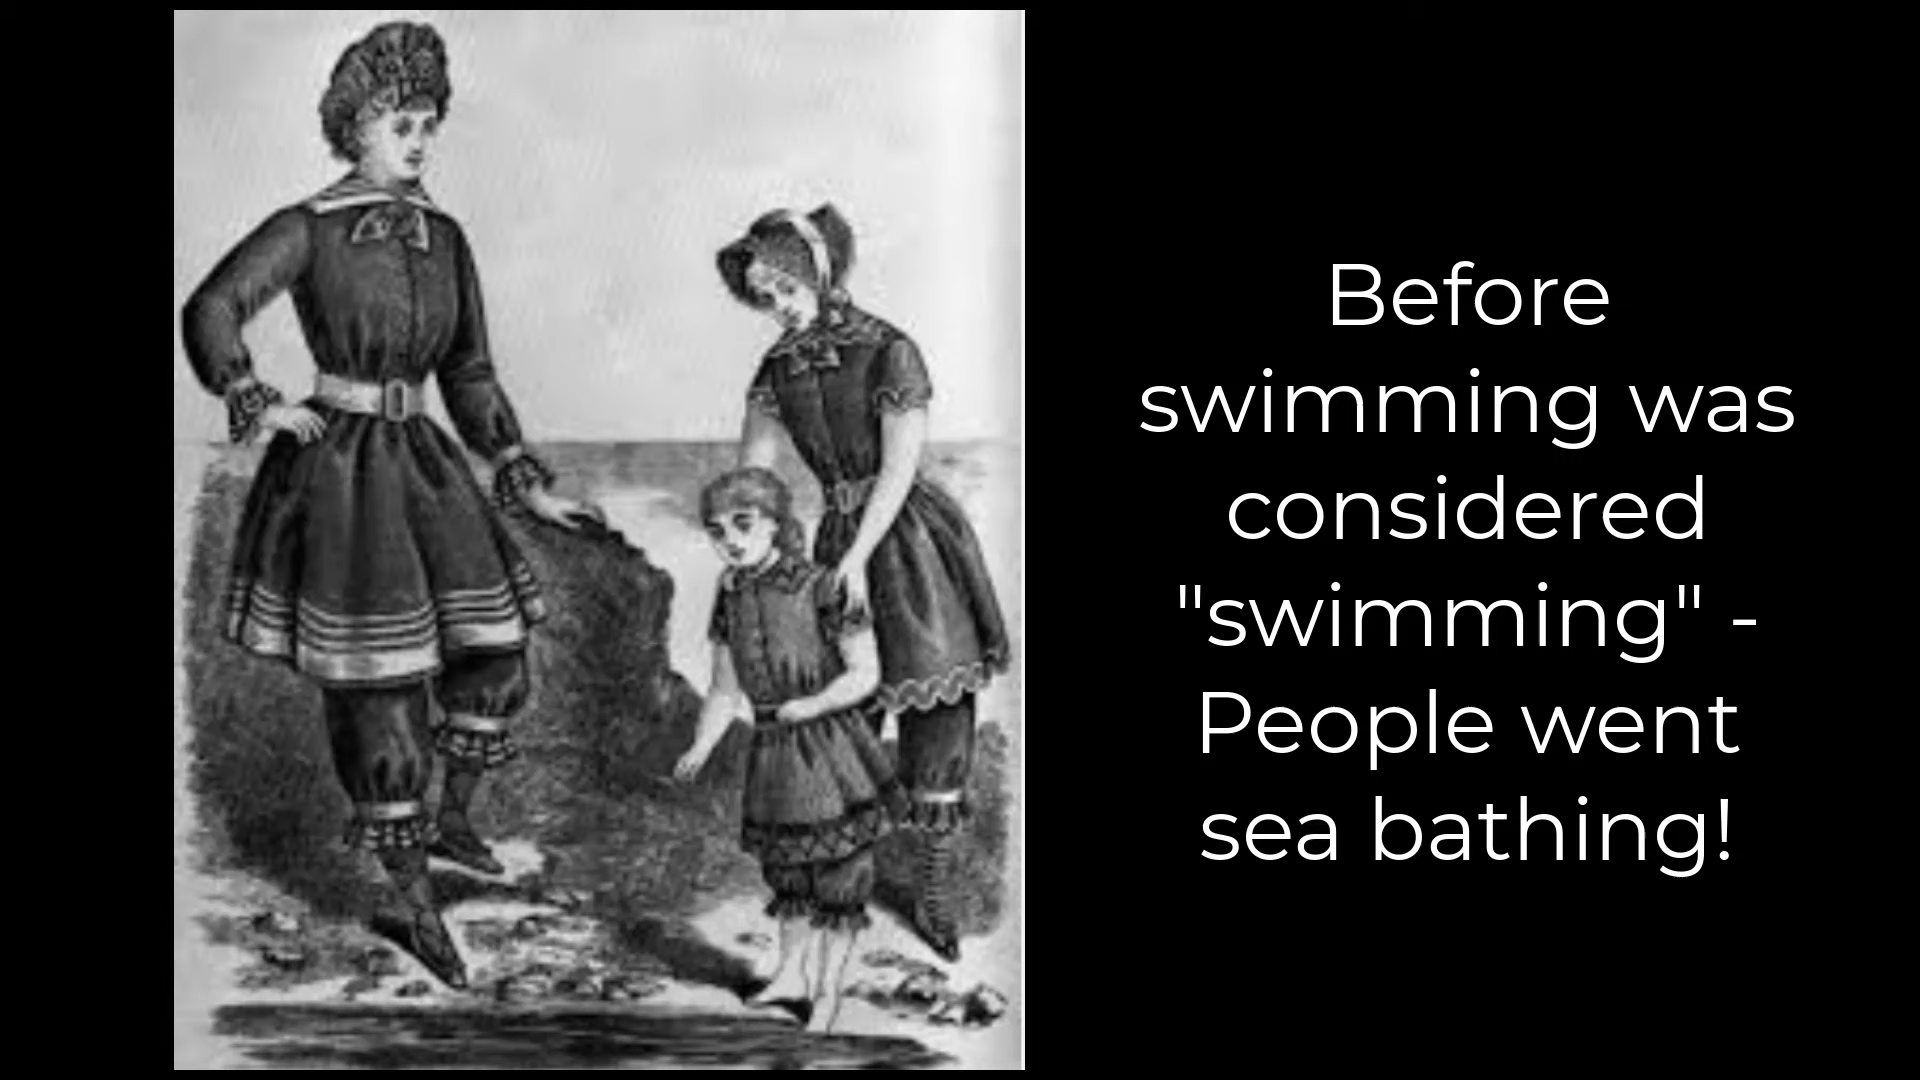 Before
swimming was
considered
"swimming" -
People went
sea bathing!